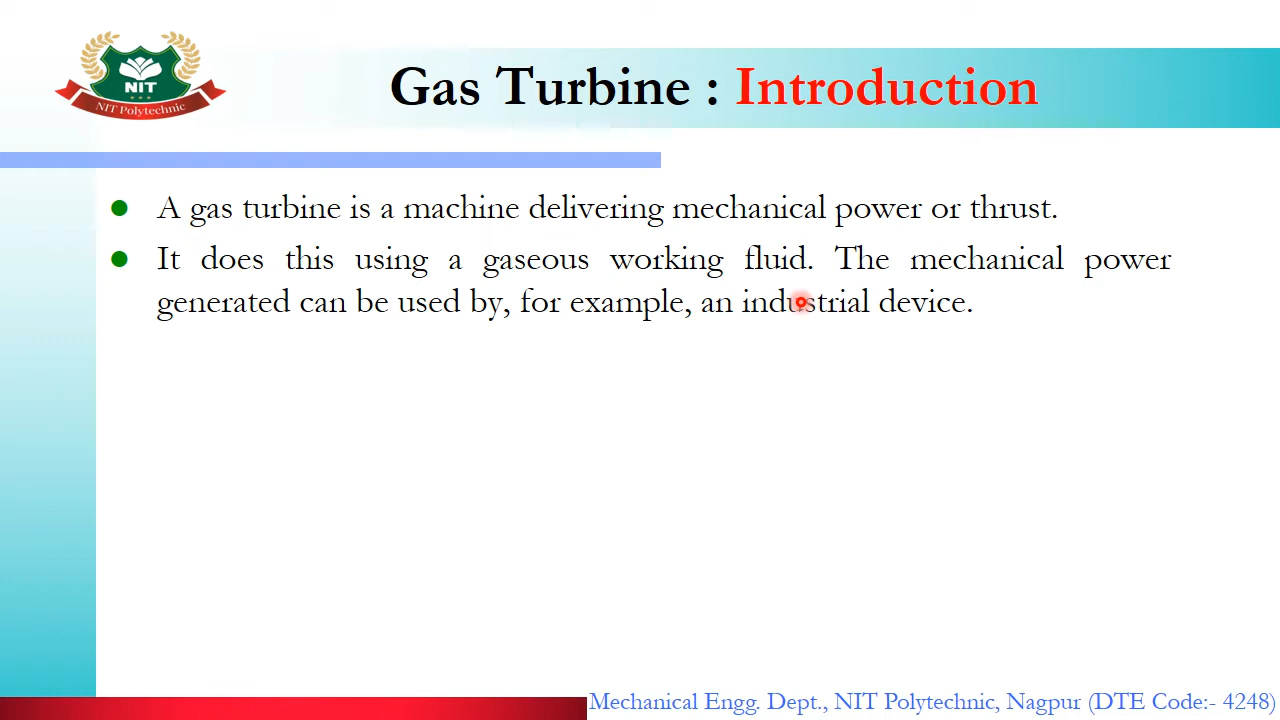 NIT
NIT Polytechnic
Gas Turbine : Introduction
A gas turbine is a machine delivering mechanical power or thrust.
It does this using a gaseous working fluid. The mechanical power
generated can be used by, for example, an industrial device.
Mechanical Engg. Dept., NIT Polytechnic, Nagpur (DTE Code:- 4248)